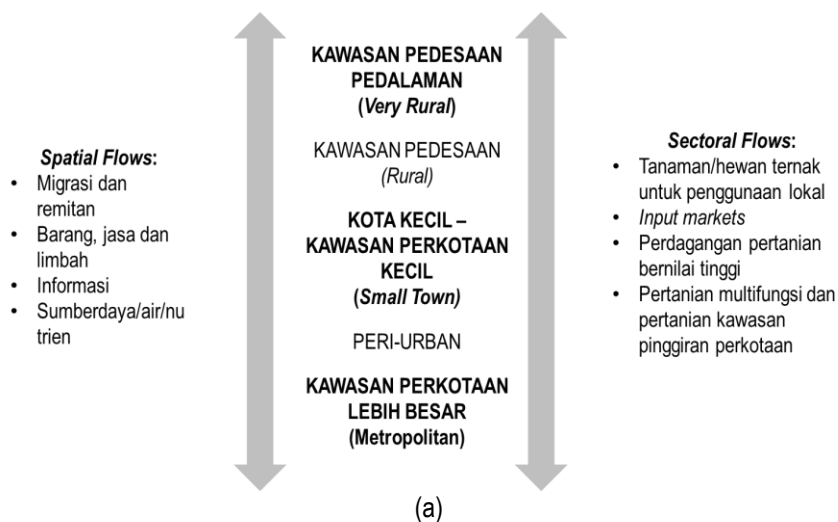 Spatial Flows:
• Migrasi dan
remitan
• Barang, jasa dan
limbah
• Informasi
• Sumberdaya/air/nu
trien
KAWASAN PEDESAAN
PEDALAMAN
(Very Rural)
KAWASAN PEDESAAN
(Rural)
KOTA KECIL –
KAWASAN PERKOTAAN
KECIL
(Small Town)
PERI-URBAN
KAWASAN PERKOTAAN
LEBIH BESAR
(Metropolitan)
Sectoral Flows:
• Tanaman/hewan ternak
untuk penggunaan lokal
• Input markets
• Perdagangan pertanian
bernilai tinggi
• Pertanian multifungsi dan
pertanian kawasan
pinggiran perkotaan
(a)